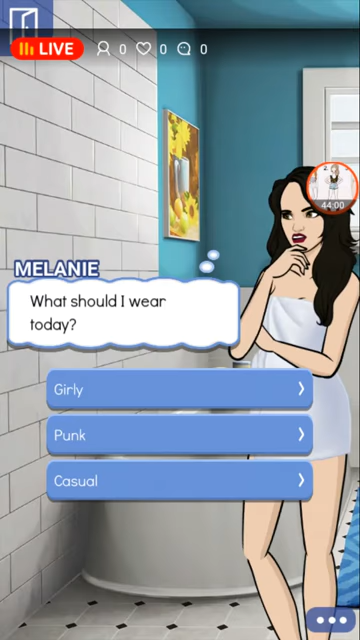 LIVE 0 0 0
44:00
MELANIE
What should I wear
today?
Girly
Punk
Casual